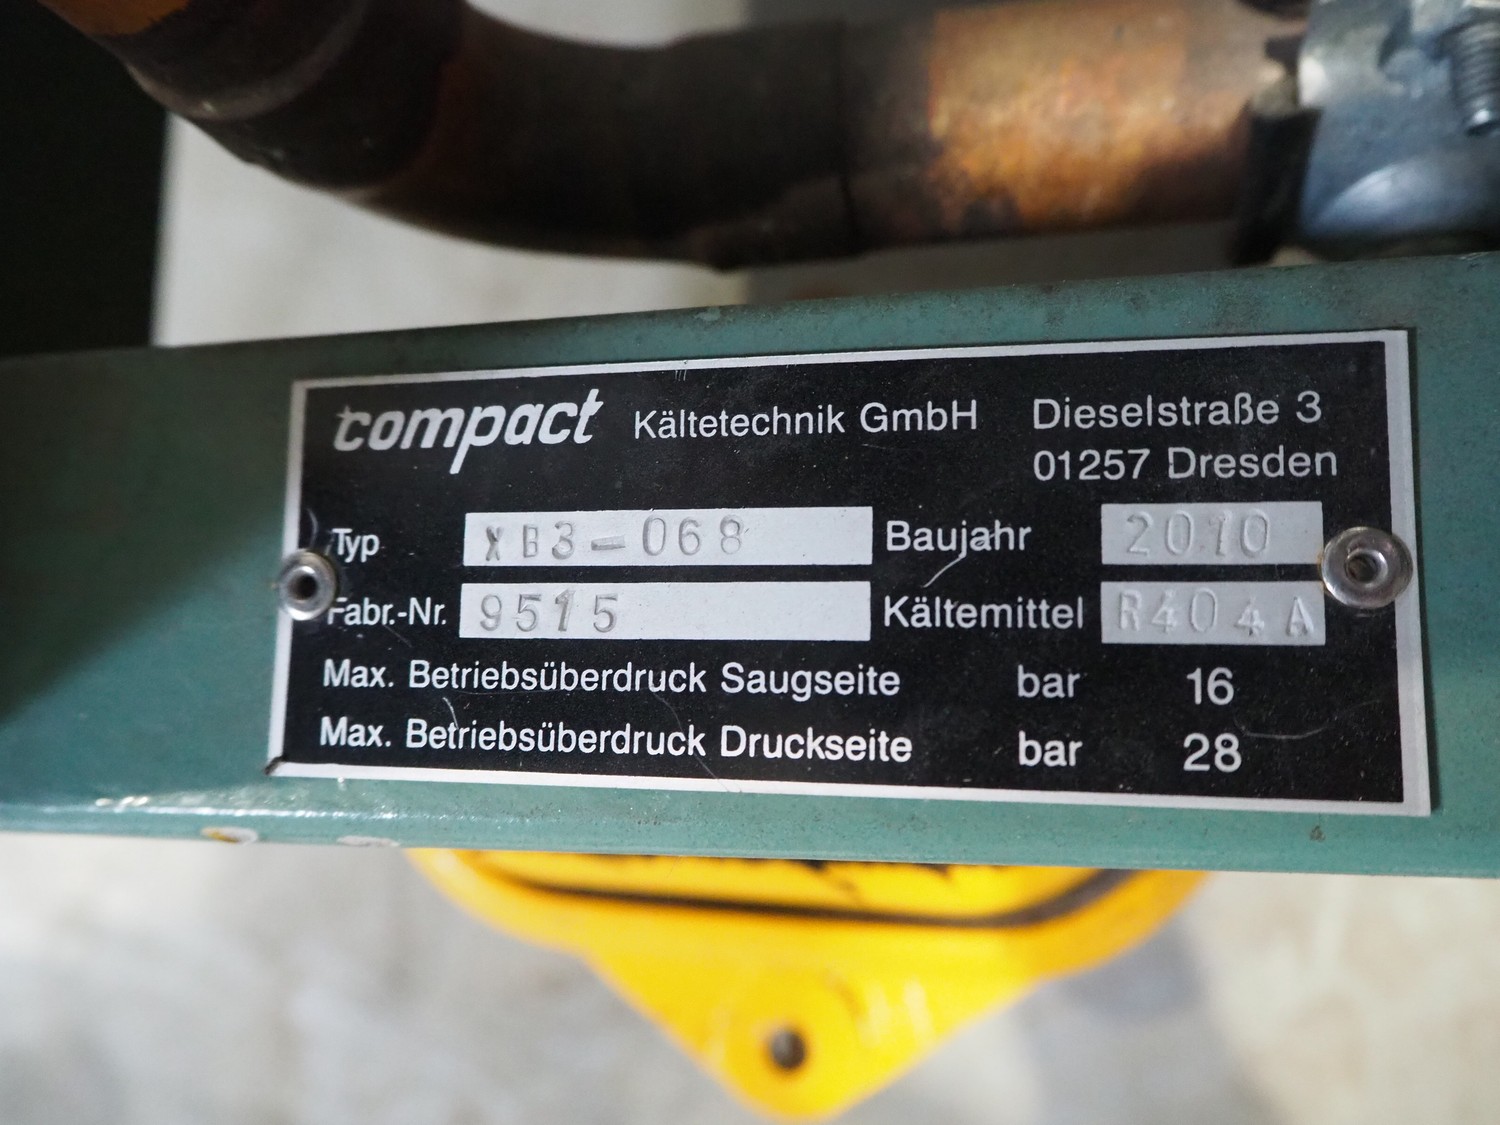 compact Kältetechnik GmbH Dieselstraße 3
01257 Dresden
Typ XB3-068 Baujahr 2010
Fabr.-Nr. 9515 Kältemittel R404A
Max. Betriebsüberdruck Saugseite bar 16
Max. Betriebsüberdruck Druckseite bar 28